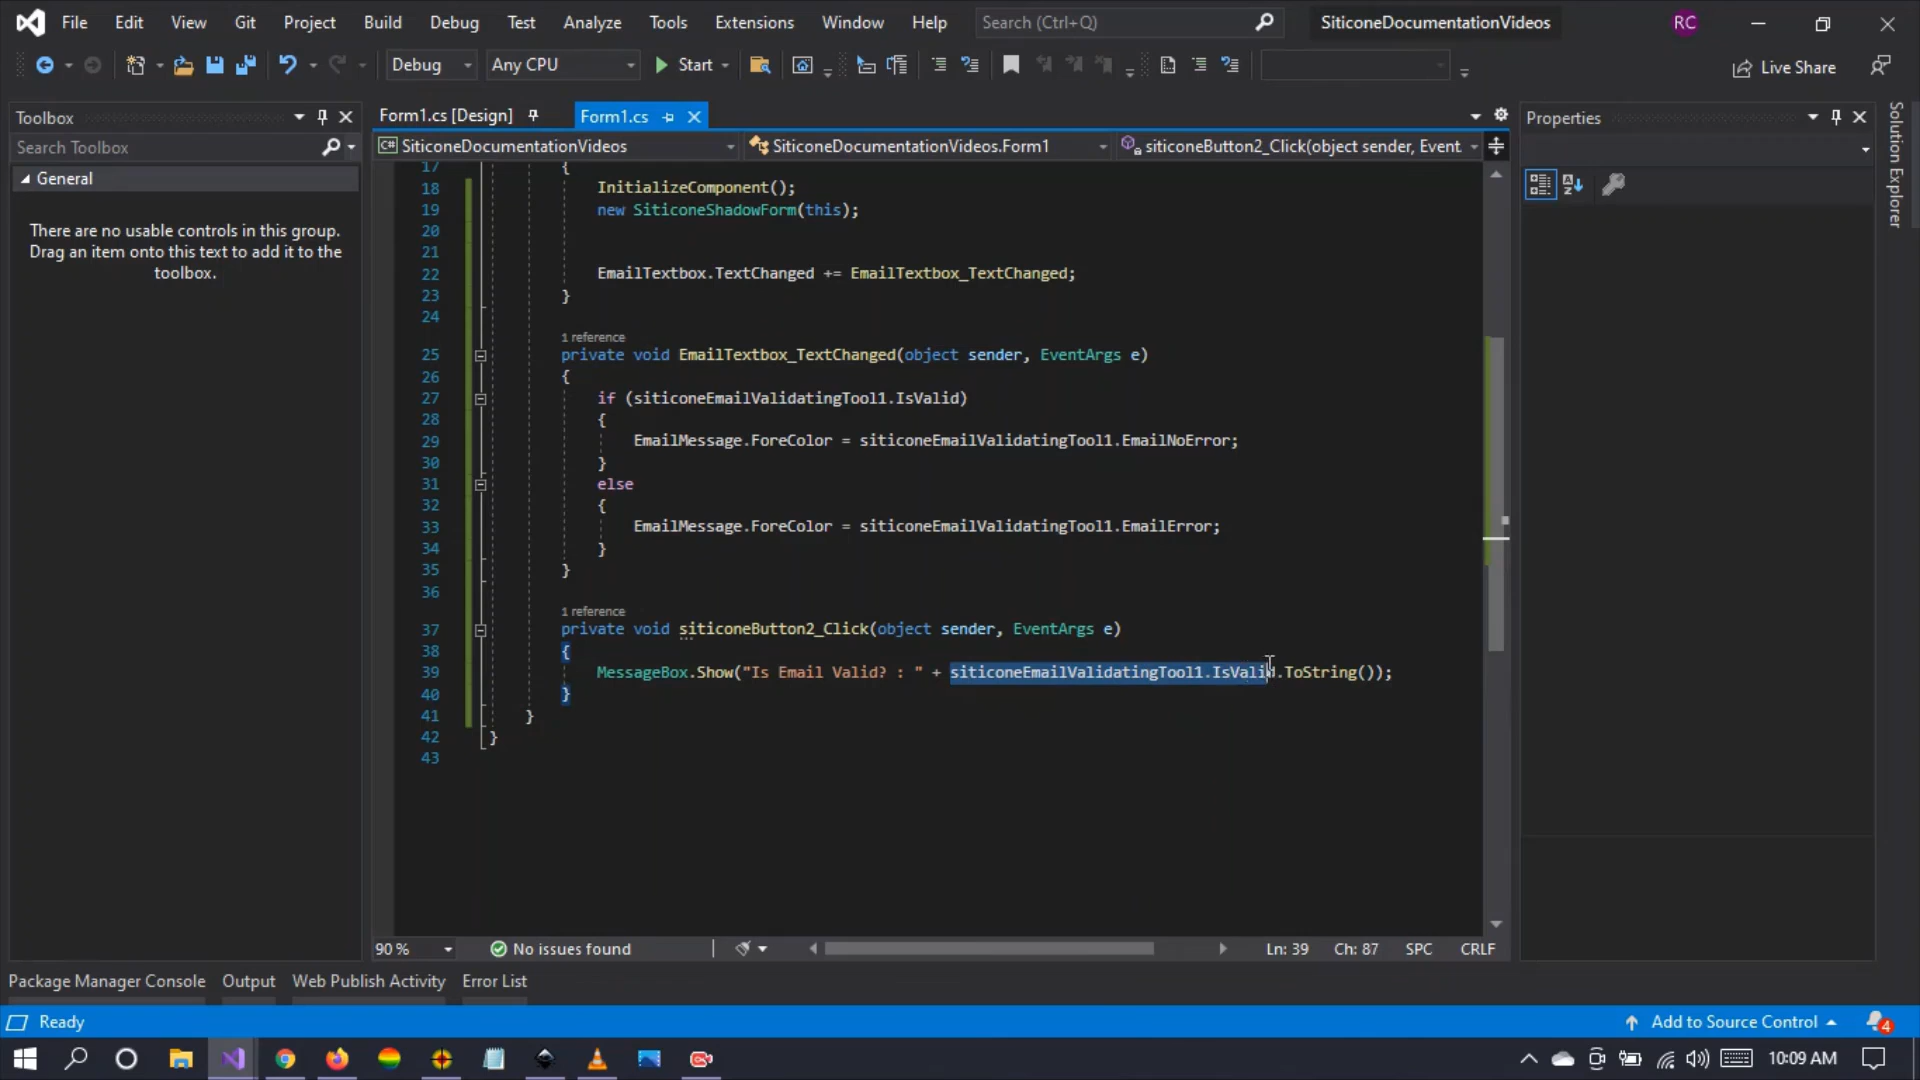 File Edit View Git Project Build Debug Test Analyze Tools Extensions Window Help Search (Ctrl+Q) SiticoneDocumentationVideos RC
Debug Any CPU Start Live Share
Toolbox
Search Toolbox
General
There are no usable controls in this group. Drag an item onto this text to add it to the toolbox.
Form1.cs [Design] Form1.cs
SiticoneDocumentationVideos SiticoneDocumentationVideos.Form1 siticoneButton2_Click(object sender, Event
17 {
18 InitializeComponent();
19 new SiticoneShadowForm(this);
20
21
22 EmailTextbox.TextChanged += EmailTextbox_TextChanged;
23 }
24
1 reference
25 private void EmailTextbox_TextChanged(object sender, EventArgs e)
26 {
27 if (siticoneEmailValidatingTool1.IsValid)
28 {
29 EmailMessage.ForeColor = siticoneEmailValidatingTool1.EmailNoError;
30 }
31 else
32 {
33 EmailMessage.ForeColor = siticoneEmailValidatingTool1.EmailError;
34 }
35 }
36
1 reference
37 private void siticoneButton2_Click(object sender, EventArgs e)
38 {
39 MessageBox.Show("Is Email Valid? : " + siticoneEmailValidatingTool1.IsValid.ToString());
40 }
41 }
42 }
43
90 % No issues found Ln: 39 Ch: 87 SPC CRLF
Properties
Solution Explorer
Package Manager Console Output Web Publish Activity Error List
Ready Add to Source Control 4
10:09 AM